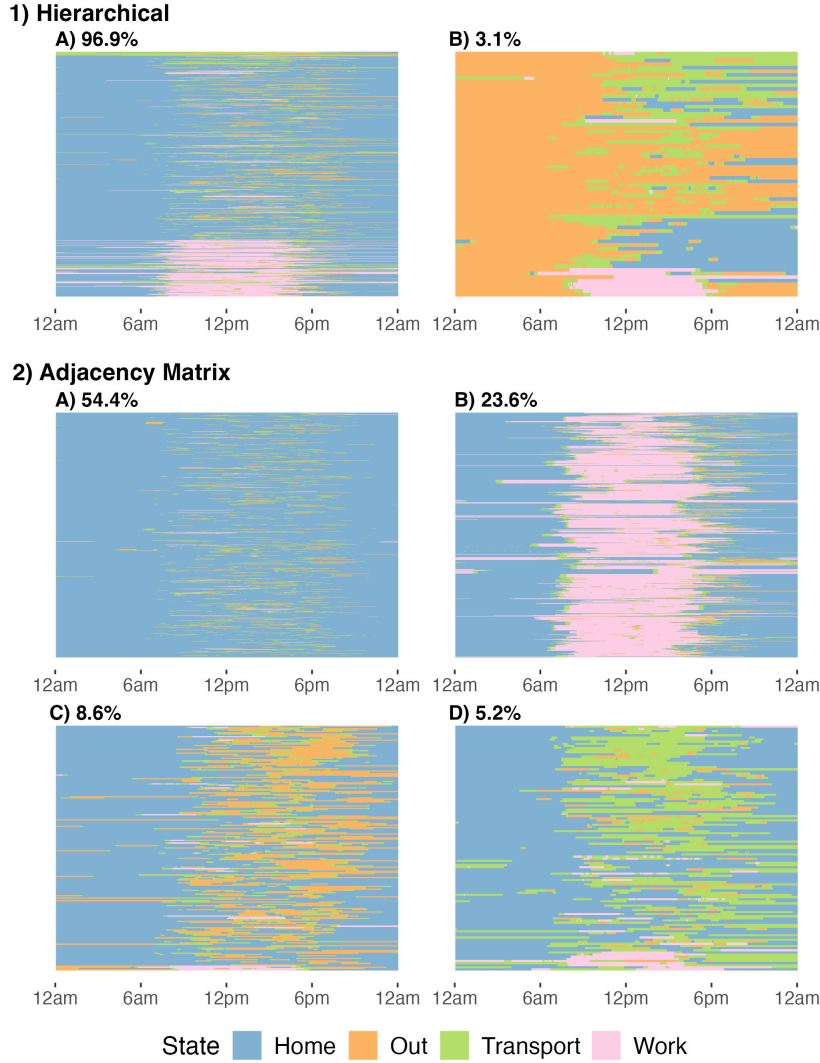 1) Hierarchical
A) 96.9%
B) 3.1%
12am 6am 12pm 6pm 12am
12am 6am 12pm 6pm 12am
2) Adjacency Matrix
A) 54.4%
B) 23.6%
12am 6am 12pm 6pm 12am
12am 6am 12pm 6pm 12am
C) 8.6%
D) 5.2%
12am 6am 12pm 6pm 12am
12am 6am 12pm 6pm 12am
State Home Out Transport Work